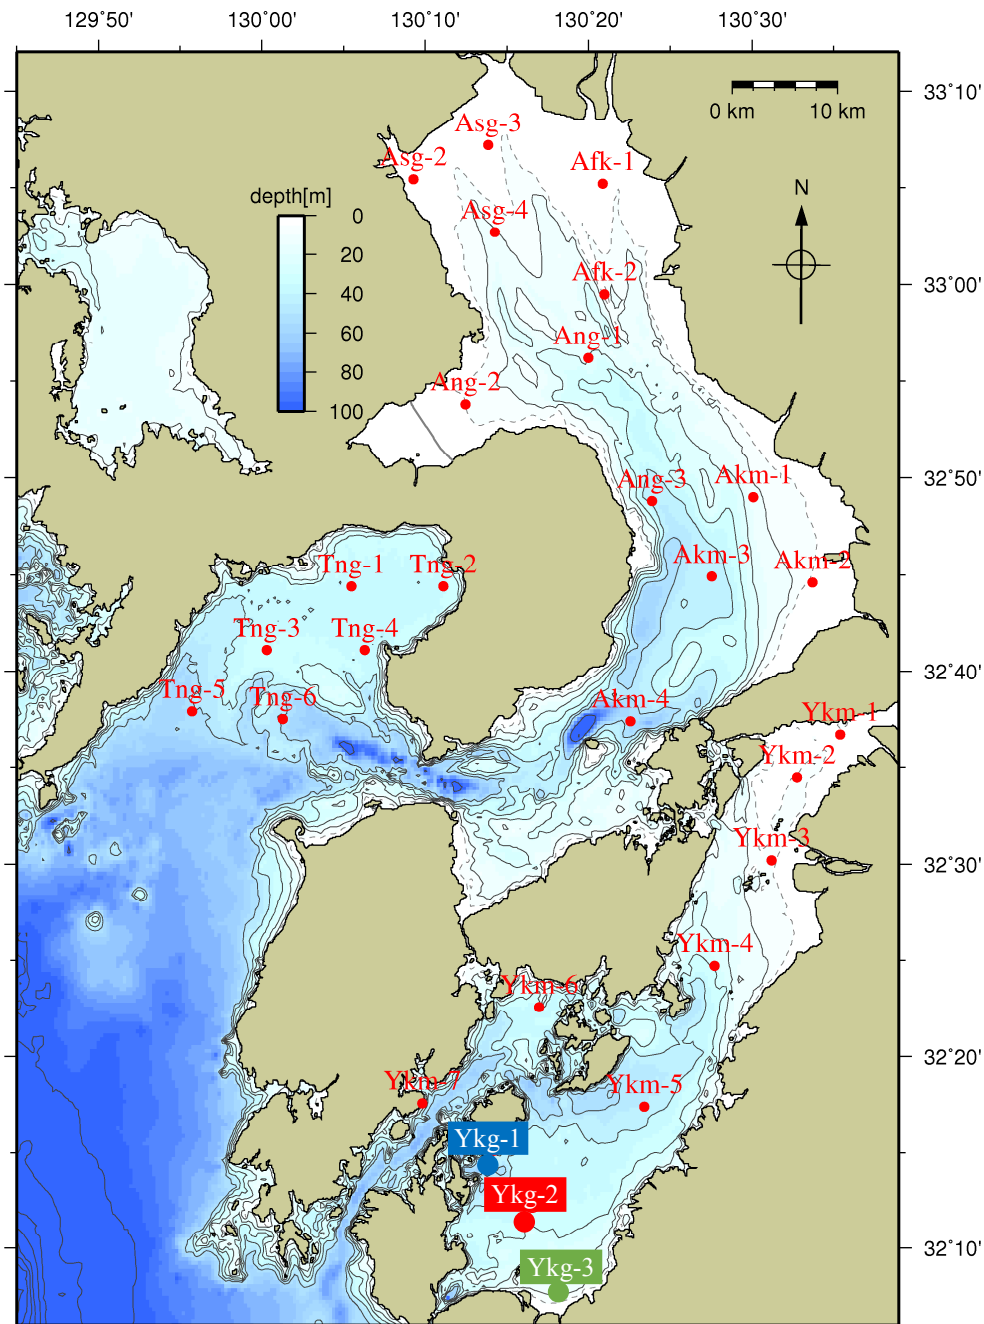 129˚50' 130˚00' 130˚10' 130˚20' 130˚30'
33˚10'
0 km 10 km
Asg-3
Asg-2
Afk-1
depth[m]
N
0
20
40
60
80
100
Asg-4
Afk-2
33˚00'
Ang-1
Ang-2
32˚50'
Ang-3
Akm-1
Tng-1
Tng-2
Akm-3
Akm-2
Tng-3
Tng-4
32˚40'
Tng-5
Tng-6
Akm-4
Ykm-1
Ykm-2
Ykm-3
32˚30'
Ykm-4
Ykm-6
32˚20'
Ykm-7
Ykm-5
Ykg-1
Ykg-2
32˚10'
Ykg-3